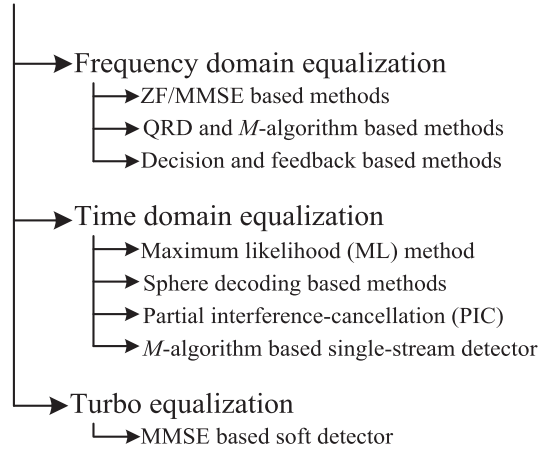 Frequency domain equalization
ZF/MMSE based methods
QRD and M-algorithm based methods
Decision and feedback based methods
Time domain equalization
Maximum likelihood (ML) method
Sphere decoding based methods
Partial interference-cancellation (PIC)
M-algorithm based single-stream detector
Turbo equalization
MMSE based soft detector